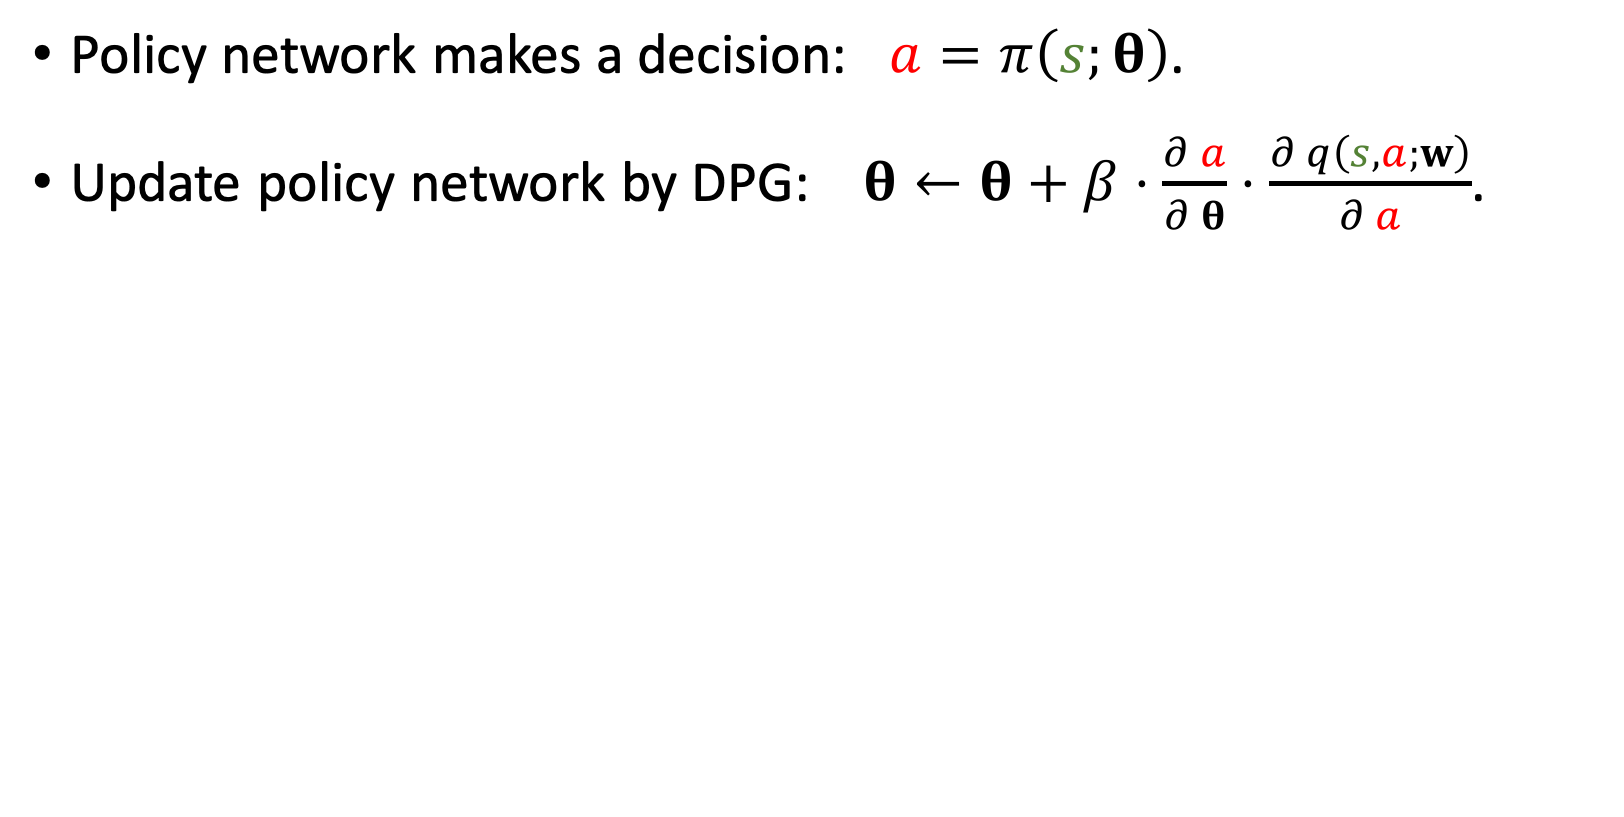 • Policy network makes a decision: a = π(s; θ).
• Update policy network by DPG: θ ← θ + β · ∂ a / ∂ θ · ∂ q(s,a;w) / ∂ a.